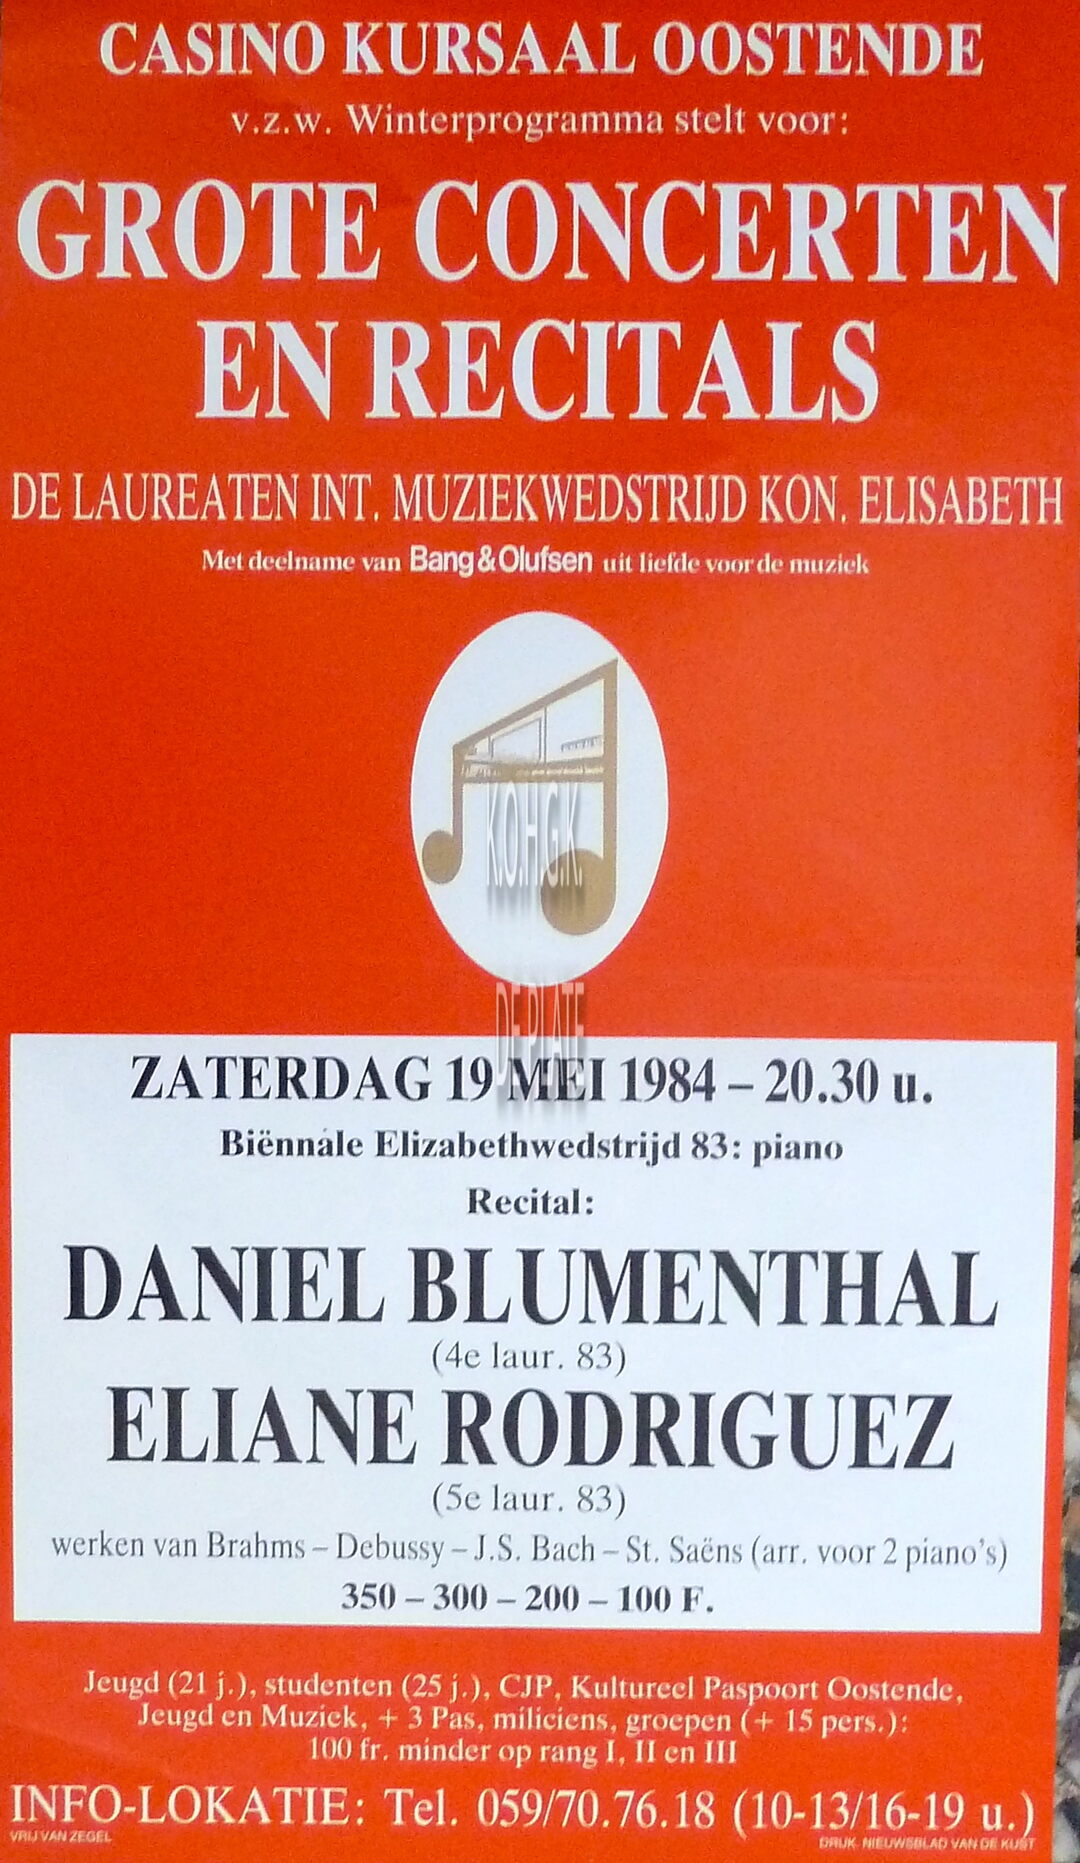 CASINO KURSAAL OOSTENDE
v.z.w. Winterprogramma stelt voor:
GROTE CONCERTEN
EN RECITALS
DE LAUREATEN INT. MUZIEKWEDSTRIJD KON. ELISABETH
Met deelname van Bang & Olufsen uit liefde voor de muziek
K.O.H.G.K.
DE PLATE
ZATERDAG 19 MEI 1984 – 20.30 u.
Biënnale Elizabethwedstrijd 83: piano
Recital:
DANIEL BLUMENTHAL
(4e laur. 83)
ELIANE RODRIGUEZ
(5e laur. 83)
werken van Brahms – Debussy – J.S. Bach – St. Saëns (arr. voor 2 piano's)
350 – 300 – 200 – 100 F.
Jeugd (21 j.), studenten (25 j.), CJP, Kultureel Paspoort Oostende,
Jeugd en Muziek, + 3 Pas, miliciens, groepen (+ 15 pers.):
100 fr. minder op rang I, II en III
INFO-LOKATIE: Tel. 059/70.76.18 (10-13/16-19 u.)
VRIJ VAN ZEGEL
DRUK. NIEUWSBLAD VAN DE KUST